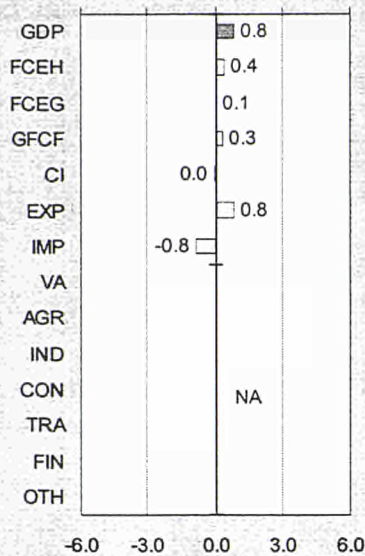 GDP 0.8
FCEH 0.4
FCEG 0.1
GFCF 0.3
CI 0.0
EXP 0.8
IMP -0.8
VA
AGR
IND
CON NA
TRA
FIN
OTH
-6.0 -3.0 0.0 3.0 6.0